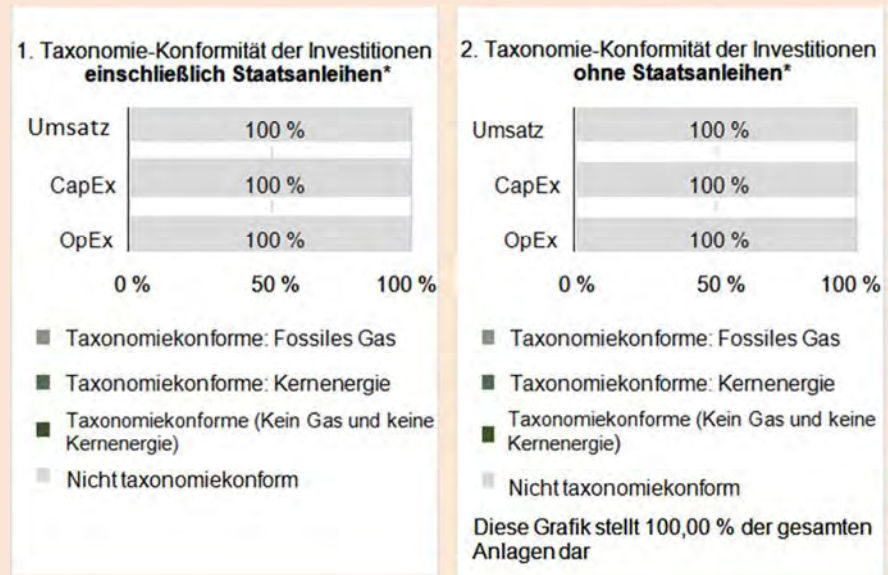 1. Taxonomie-Konformität der Investitionen
einschließlich Staatsanleihen*
Umsatz 100 %
CapEx 100 %
OpEx 100 %
0 % 50 % 100 %
Taxonomiekonforme: Fossiles Gas
Taxonomiekonforme: Kernenergie
Taxonomiekonforme (Kein Gas und keine
Kernenergie)
Nicht taxonomiekonform
2. Taxonomie-Konformität der Investitionen
ohne Staatsanleihen*
Umsatz 100 %
CapEx 100 %
OpEx 100 %
0 % 50 % 100 %
Taxonomiekonforme: Fossiles Gas
Taxonomiekonforme: Kernenergie
Taxonomiekonforme (Kein Gas und keine
Kernenergie)
Nicht taxonomiekonform
Diese Grafik stellt 100,00 % der gesamten
Anlagen dar